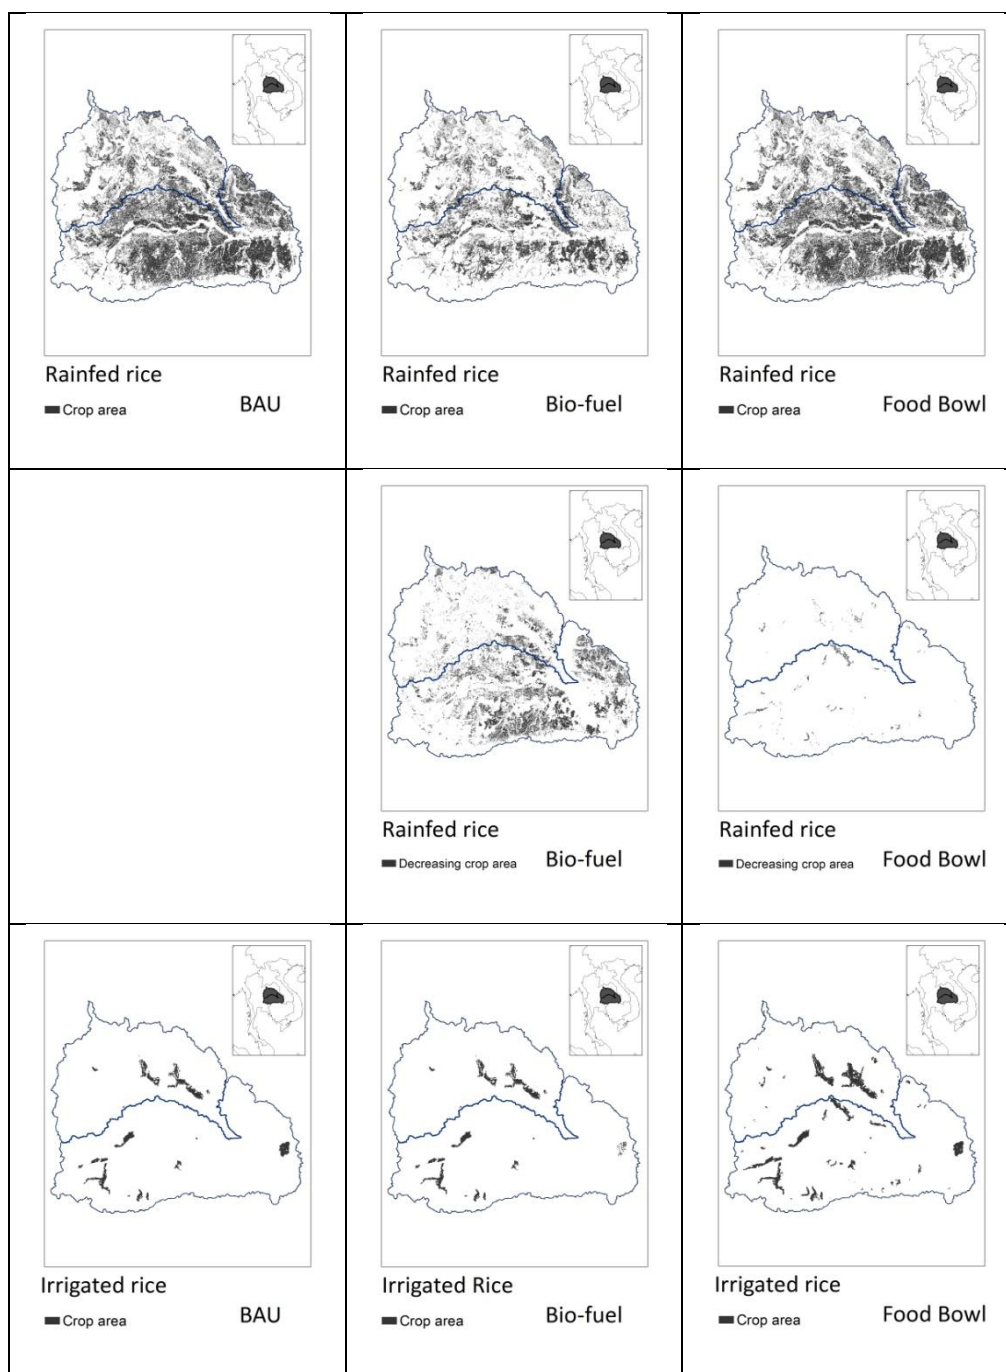 Rainfed rice
Crop area BAU
Rainfed rice
Crop area Bio-fuel
Rainfed rice
Crop area Food Bowl
Rainfed rice
Decreasing crop area Bio-fuel
Rainfed rice
Decreasing crop area Food Bowl
Irrigated rice
Crop area BAU
Irrigated Rice
Crop area Bio-fuel
Irrigated rice
Crop area Food Bowl